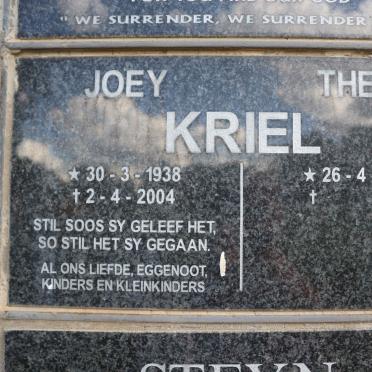 " WE SURRENDER, WE SURRENDER
JOEY THE
KRIEL
★ 30 - 3 - 1938
† 2 - 4 - 2004
★ 26 - 4
†
STIL SOOS SY GELEEF HET,
SO STIL HET SY GEGAAN.
AL ONS LIEFDE, EGGENOOT,
KINDERS EN KLEINKINDERS
STEYN